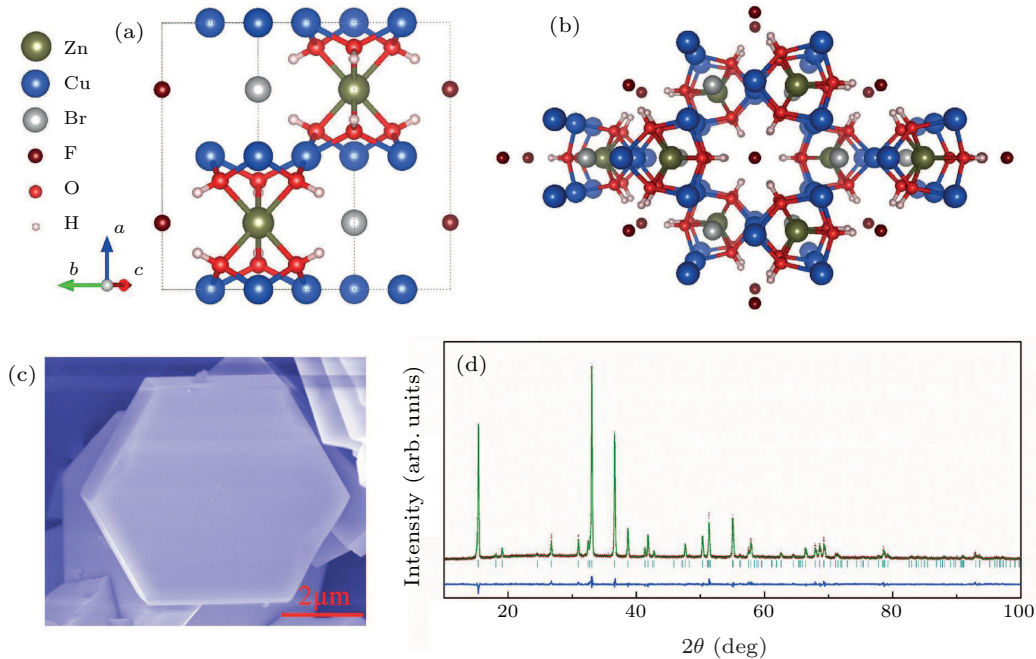 (a)
(b)
Zn
Cu
Br
F
O
H
a
b
c
(c)
2μm
(d)
Intensity (arb. units)
20
40
60
80
100
2θ (deg)